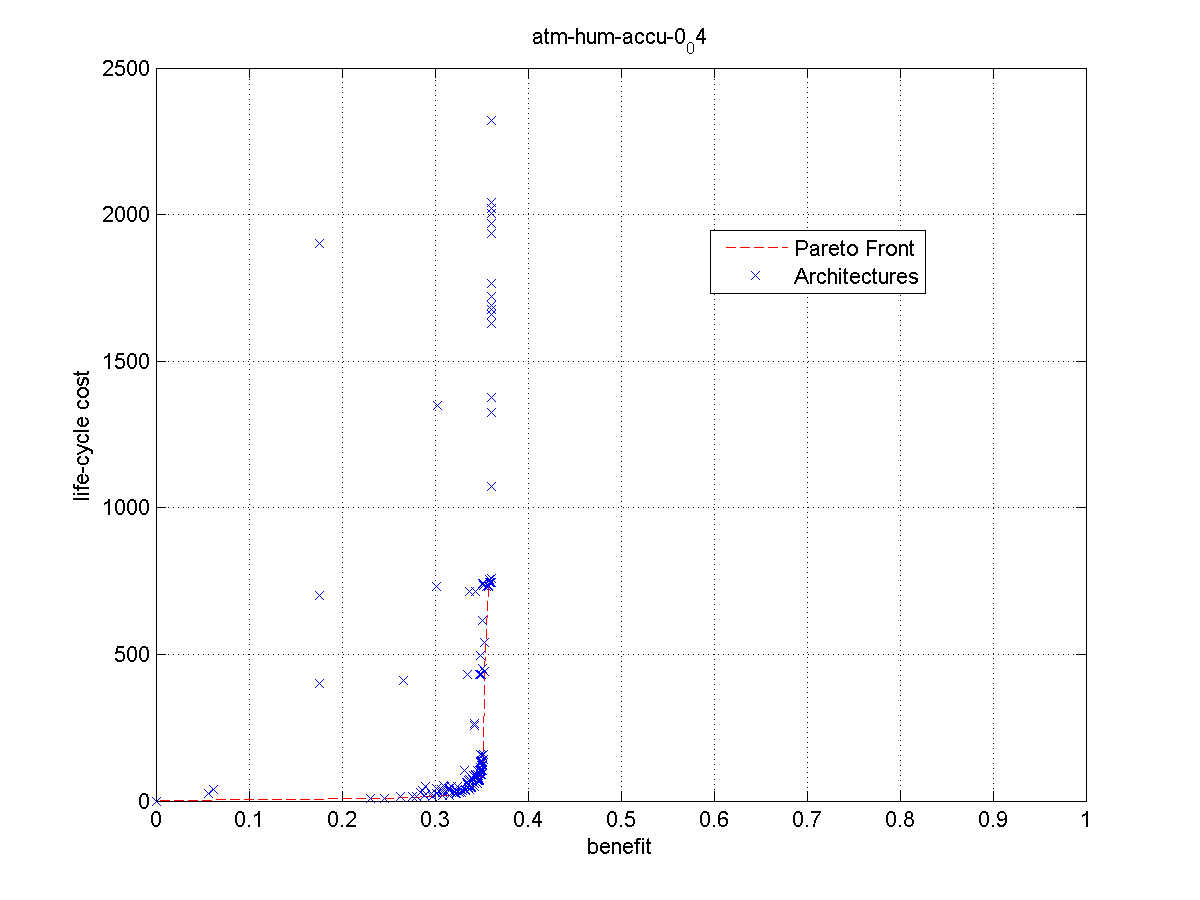 atm-hum-accu-0₀4
2500
2000
1500
1000
500
0
life-cycle cost
Pareto Front
Architectures
0 0.1 0.2 0.3 0.4 0.5 0.6 0.7 0.8 0.9 1
benefit